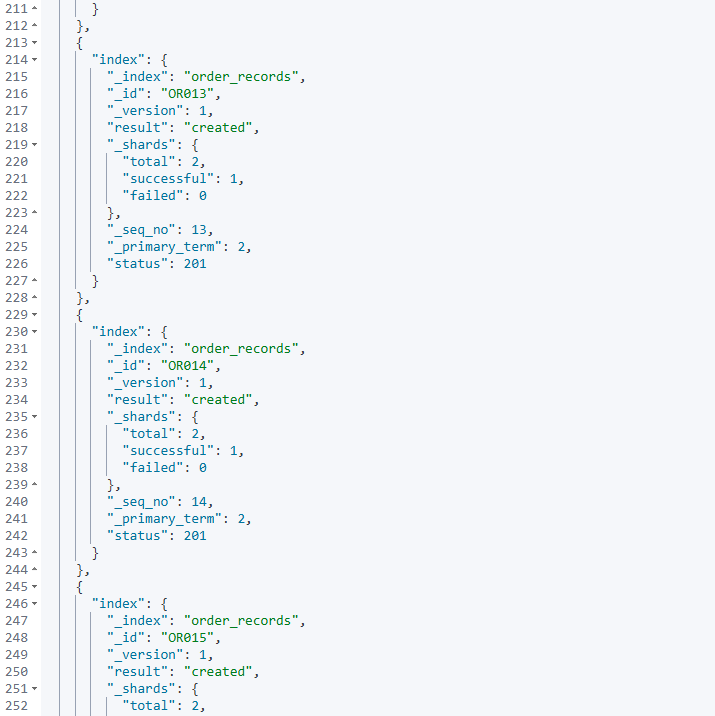 211 }
212 },
213 {
214 "index": {
215 "_index": "order_records",
216 "_id": "OR013",
217 "_version": 1,
218 "result": "created",
219 "_shards": {
220 "total": 2,
221 "successful": 1,
222 "failed": 0
223 },
224 "_seq_no": 13,
225 "_primary_term": 2,
226 "status": 201
227 }
228 },
229 {
230 "index": {
231 "_index": "order_records",
232 "_id": "OR014",
233 "_version": 1,
234 "result": "created",
235 "_shards": {
236 "total": 2,
237 "successful": 1,
238 "failed": 0
239 },
240 "_seq_no": 14,
241 "_primary_term": 2,
242 "status": 201
243 }
244 },
245 {
246 "index": {
247 "_index": "order_records",
248 "_id": "OR015",
249 "_version": 1,
250 "result": "created",
251 "_shards": {
252 "total": 2,